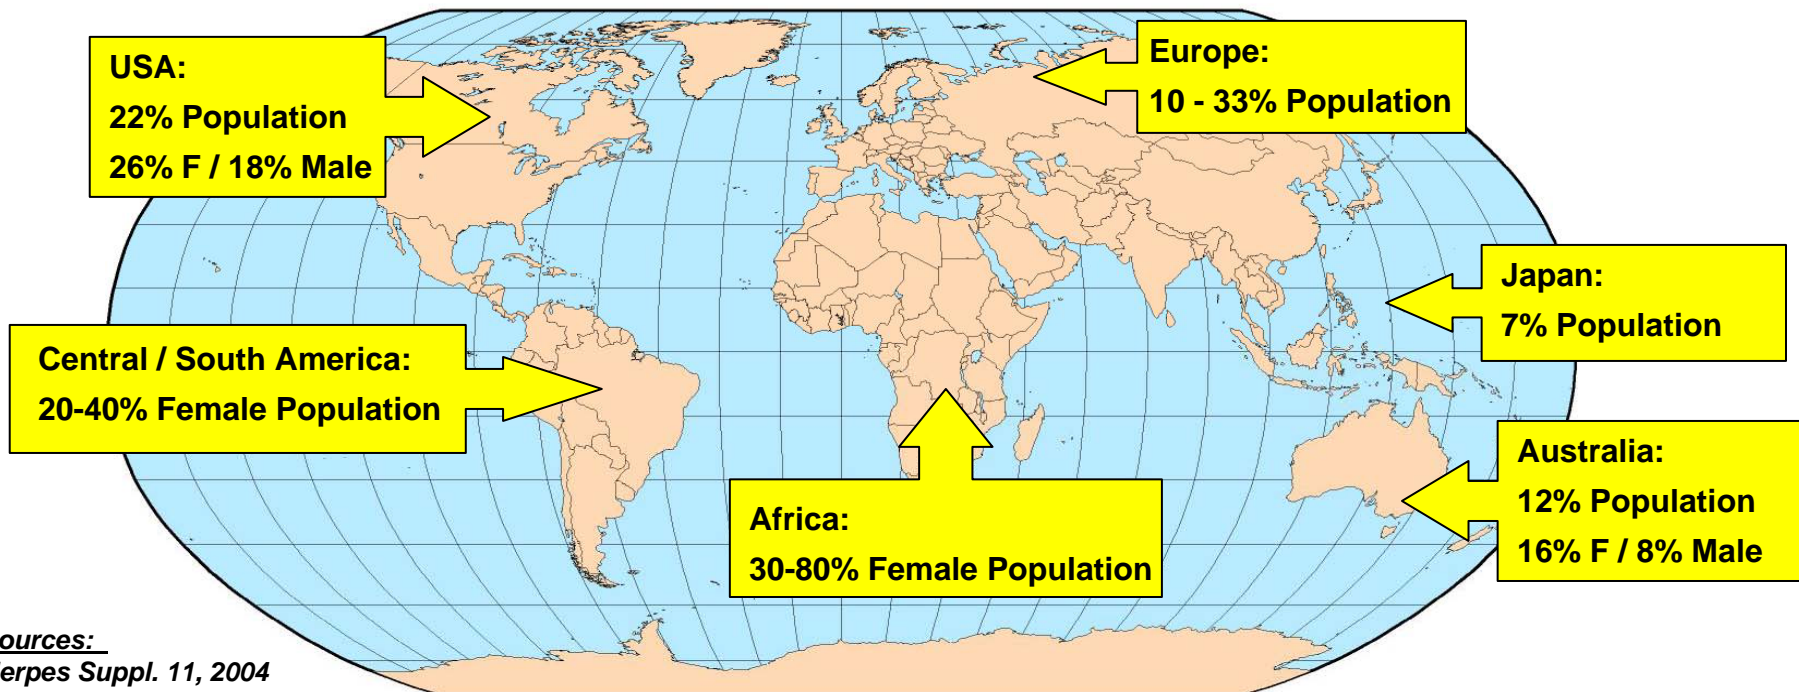 USA:
22% Population
26% F / 18% Male
Europe:
10 - 33% Population
Japan:
7% Population
Central / South America:
20-40% Female Population
Africa:
30-80% Female Population
Australia:
12% Population
16% F / 8% Male
ources:
erpes Suppl. 11, 2004